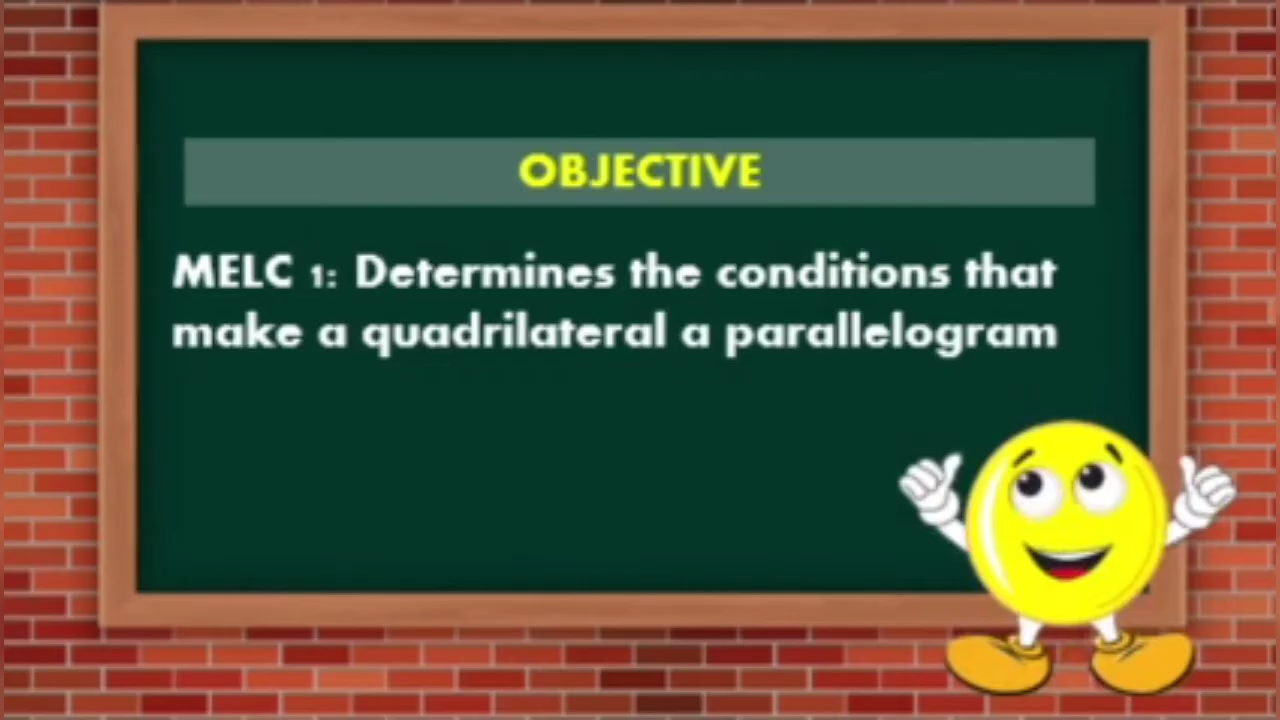 OBJECTIVE
MELC 1: Determines the conditions that
make a quadrilateral a parallelogram